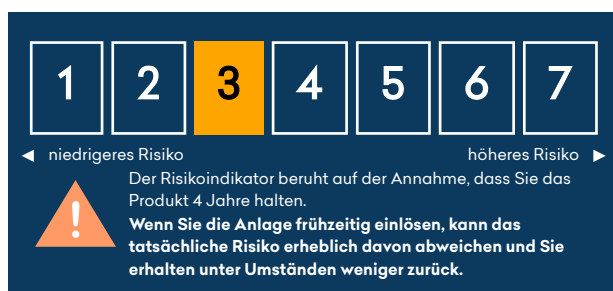 1 2 3 4 5 6 7
◄ niedrigeres Risiko höheres Risiko ►
Der Risikoindikator beruht auf der Annahme, dass Sie das
Produkt 4 Jahre halten.
Wenn Sie die Anlage frühzeitig einlösen, kann das
tatsächliche Risiko erheblich davon abweichen und Sie
erhalten unter Umständen weniger zurück.